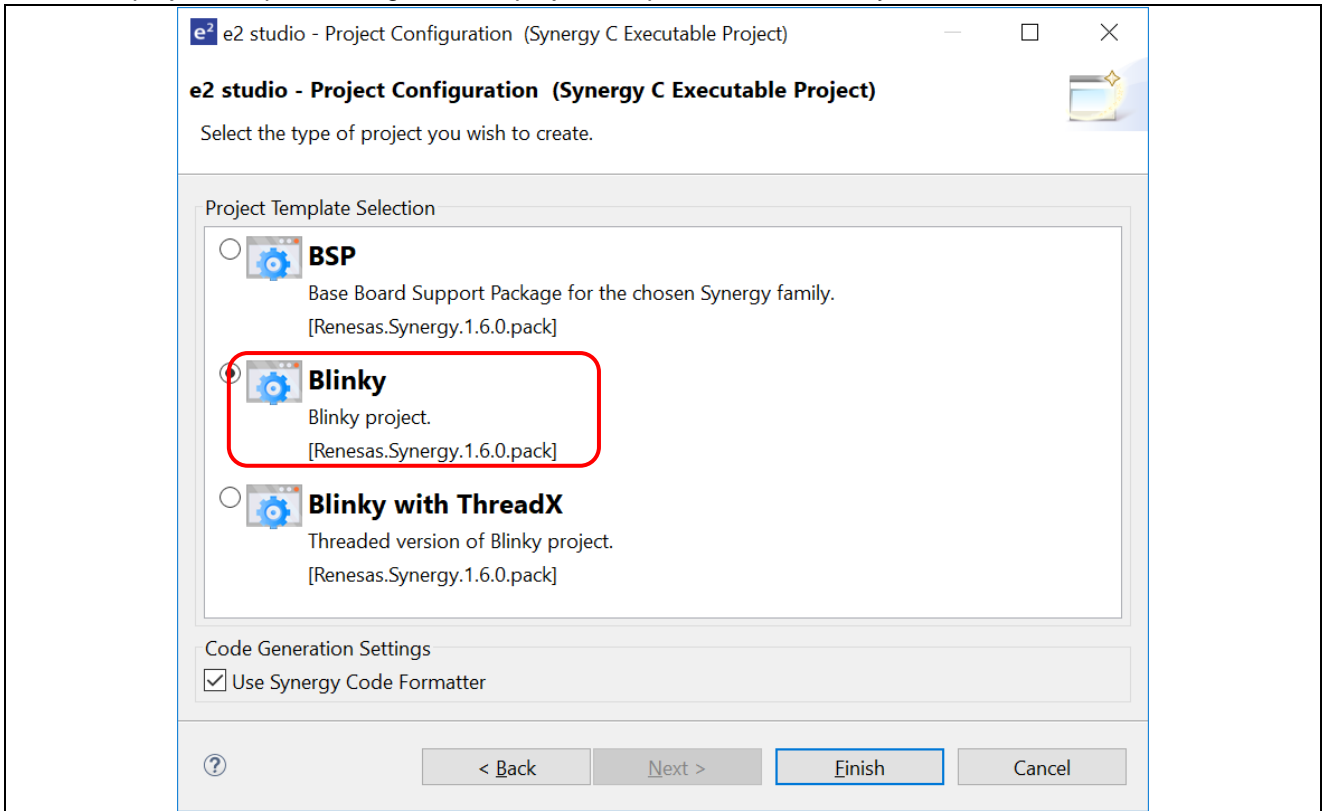 e² e2 studio - Project Configuration (Synergy C Executable Project)
e2 studio - Project Configuration (Synergy C Executable Project)
Select the type of project you wish to create.
Project Template Selection
BSP
Base Board Support Package for the chosen Synergy family.
[Renesas.Synergy.1.6.0.pack]
Blinky
Blinky project.
[Renesas.Synergy.1.6.0.pack]
Blinky with ThreadX
Threaded version of Blinky project.
[Renesas.Synergy.1.6.0.pack]
Code Generation Settings
Use Synergy Code Formatter
? < Back Next > Finish Cancel